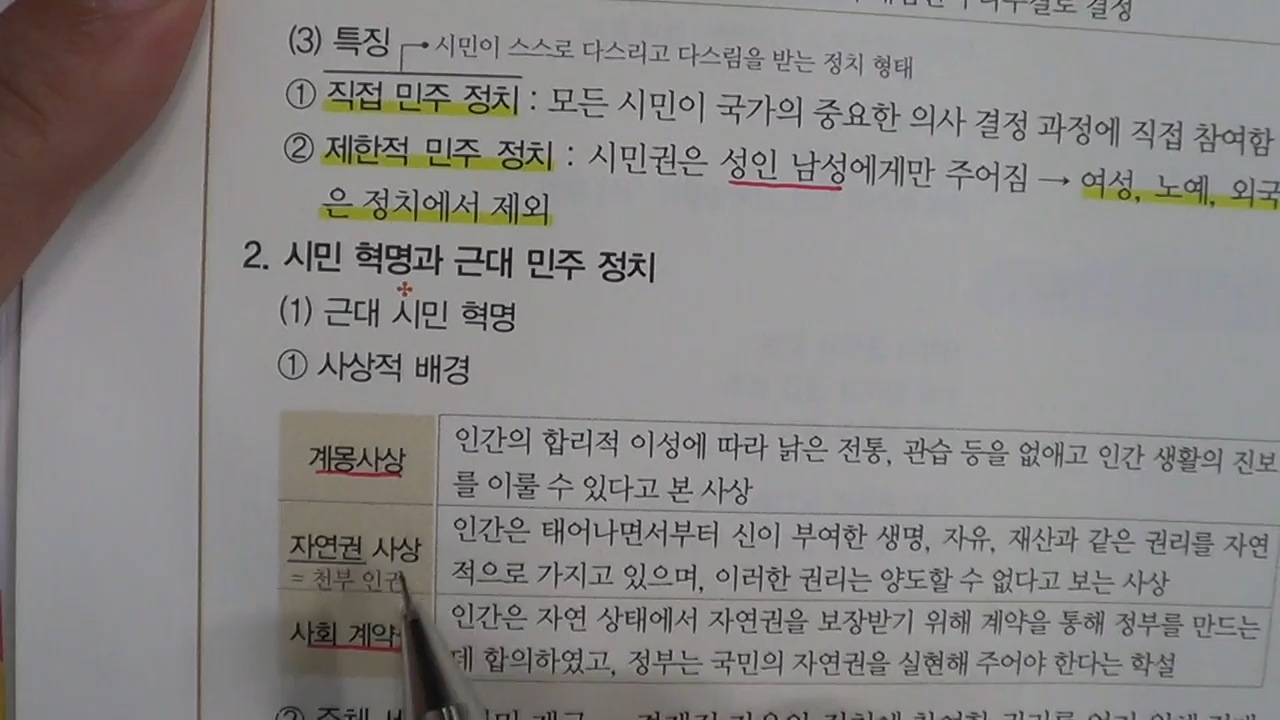 결정
(3) 특징
시민이 스스로 다스리고 다스림을 받는 정치 형태
① 직접 민주 정치 : 모든 시민이 국가의 중요한 의사 결정 과정에 직접 참여함
② 제한적 민주 정치 : 시민권은 성인 남성에게만 주어짐 → 여성, 노예, 외국
은 정치에서 제외
2. 시민 혁명과 근대 민주 정치
(1) 근대 시민 혁명
① 사상적 배경
계몽사상
인간의 합리적 이성에 따라 낡은 전통, 관습 등을 없애고 인간 생활의 진보
를 이룰 수 있다고 본 사상
자연권 사상
= 천부 인권
인간은 태어나면서부터 신이 부여한 생명, 자유, 재산과 같은 권리를 자연
적으로 가지고 있으며, 이러한 권리는 양도할 수 없다고 보는 사상
사회 계약
인간은 자연 상태에서 자연권을 보장받기 위해 계약을 통해 정부를 만드는
데 합의하였고, 정부는 국민의 자연권을 실현해 주어야 한다는 학설